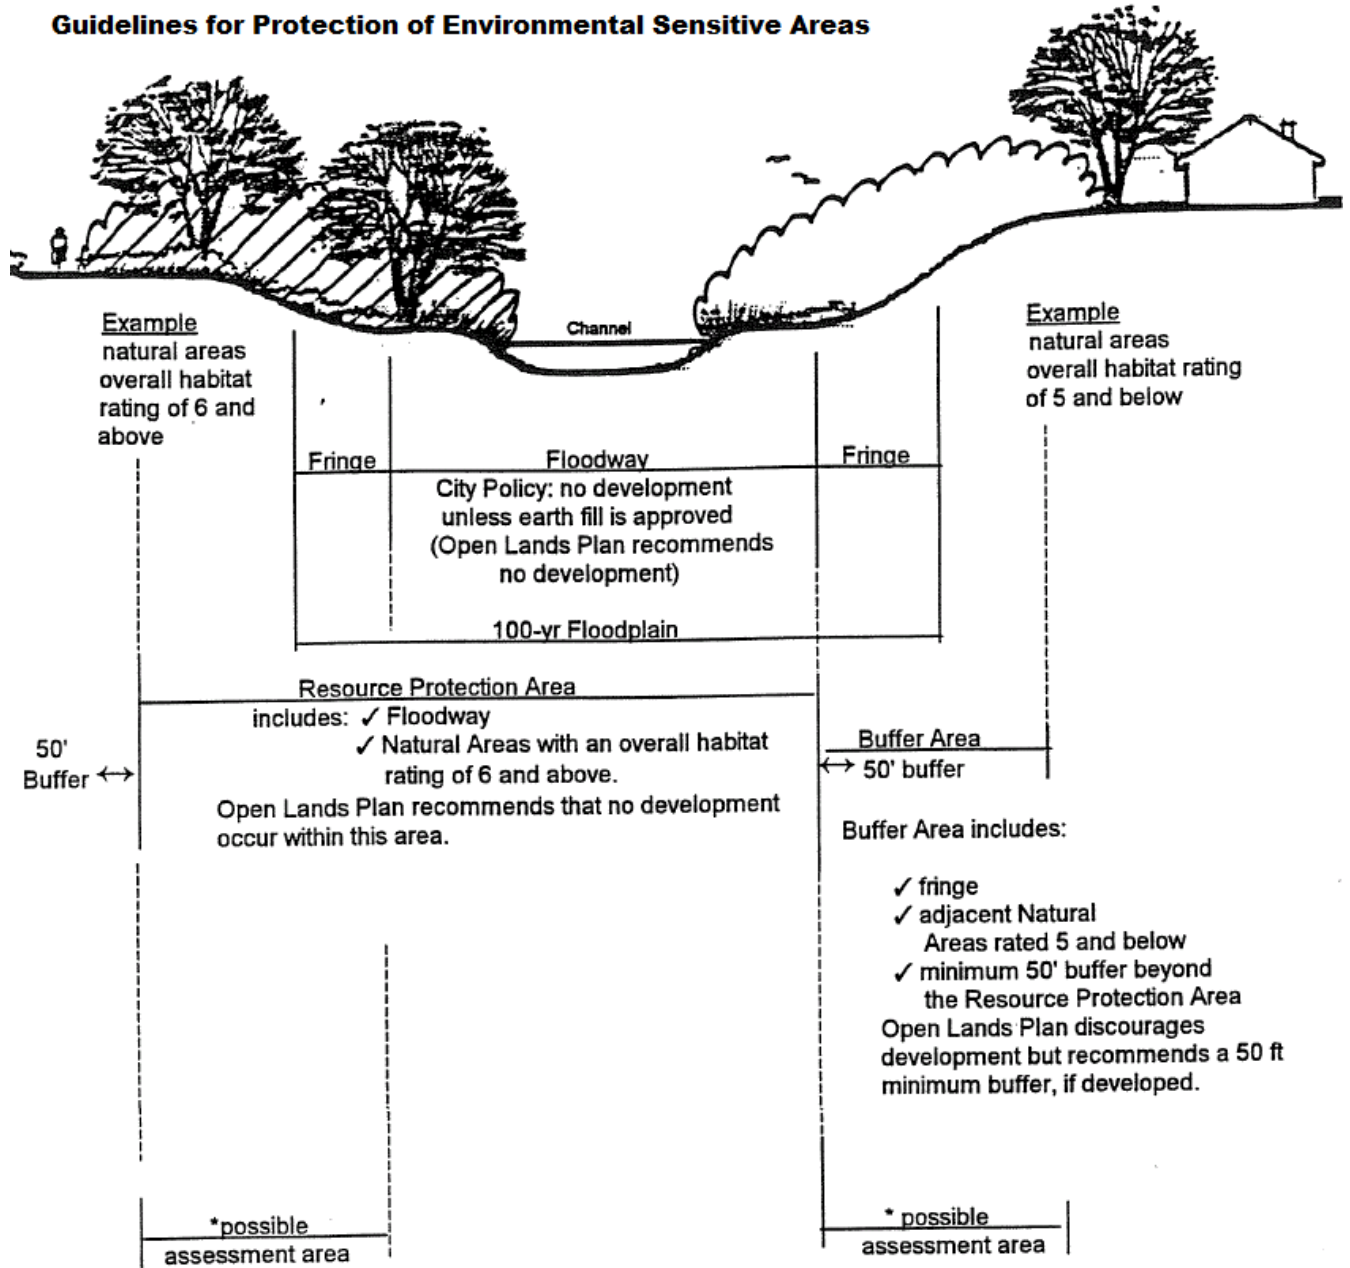 Guidelines for Protection of Environmental Sensitive Areas
Channel
Example
natural areas
overall habitat
rating of 6 and
above
Example
natural areas
overall habitat rating
of 5 and below
Fringe
Floodway
Fringe
City Policy: no development
unless earth fill is approved
(Open Lands Plan recommends
no development)
100-yr Floodplain
Resource Protection Area
includes: ✓ Floodway
✓ Natural Areas with an overall habitat
rating of 6 and above.
Open Lands Plan recommends that no development
occur within this area.
50'
Buffer
Buffer Area
50' buffer
Buffer Area includes:
✓ fringe
✓ adjacent Natural
Areas rated 5 and below
✓ minimum 50' buffer beyond
the Resource Protection Area
Open Lands Plan discourages
development but recommends a 50 ft
minimum buffer, if developed.
*possible
assessment area
* possible
assessment area